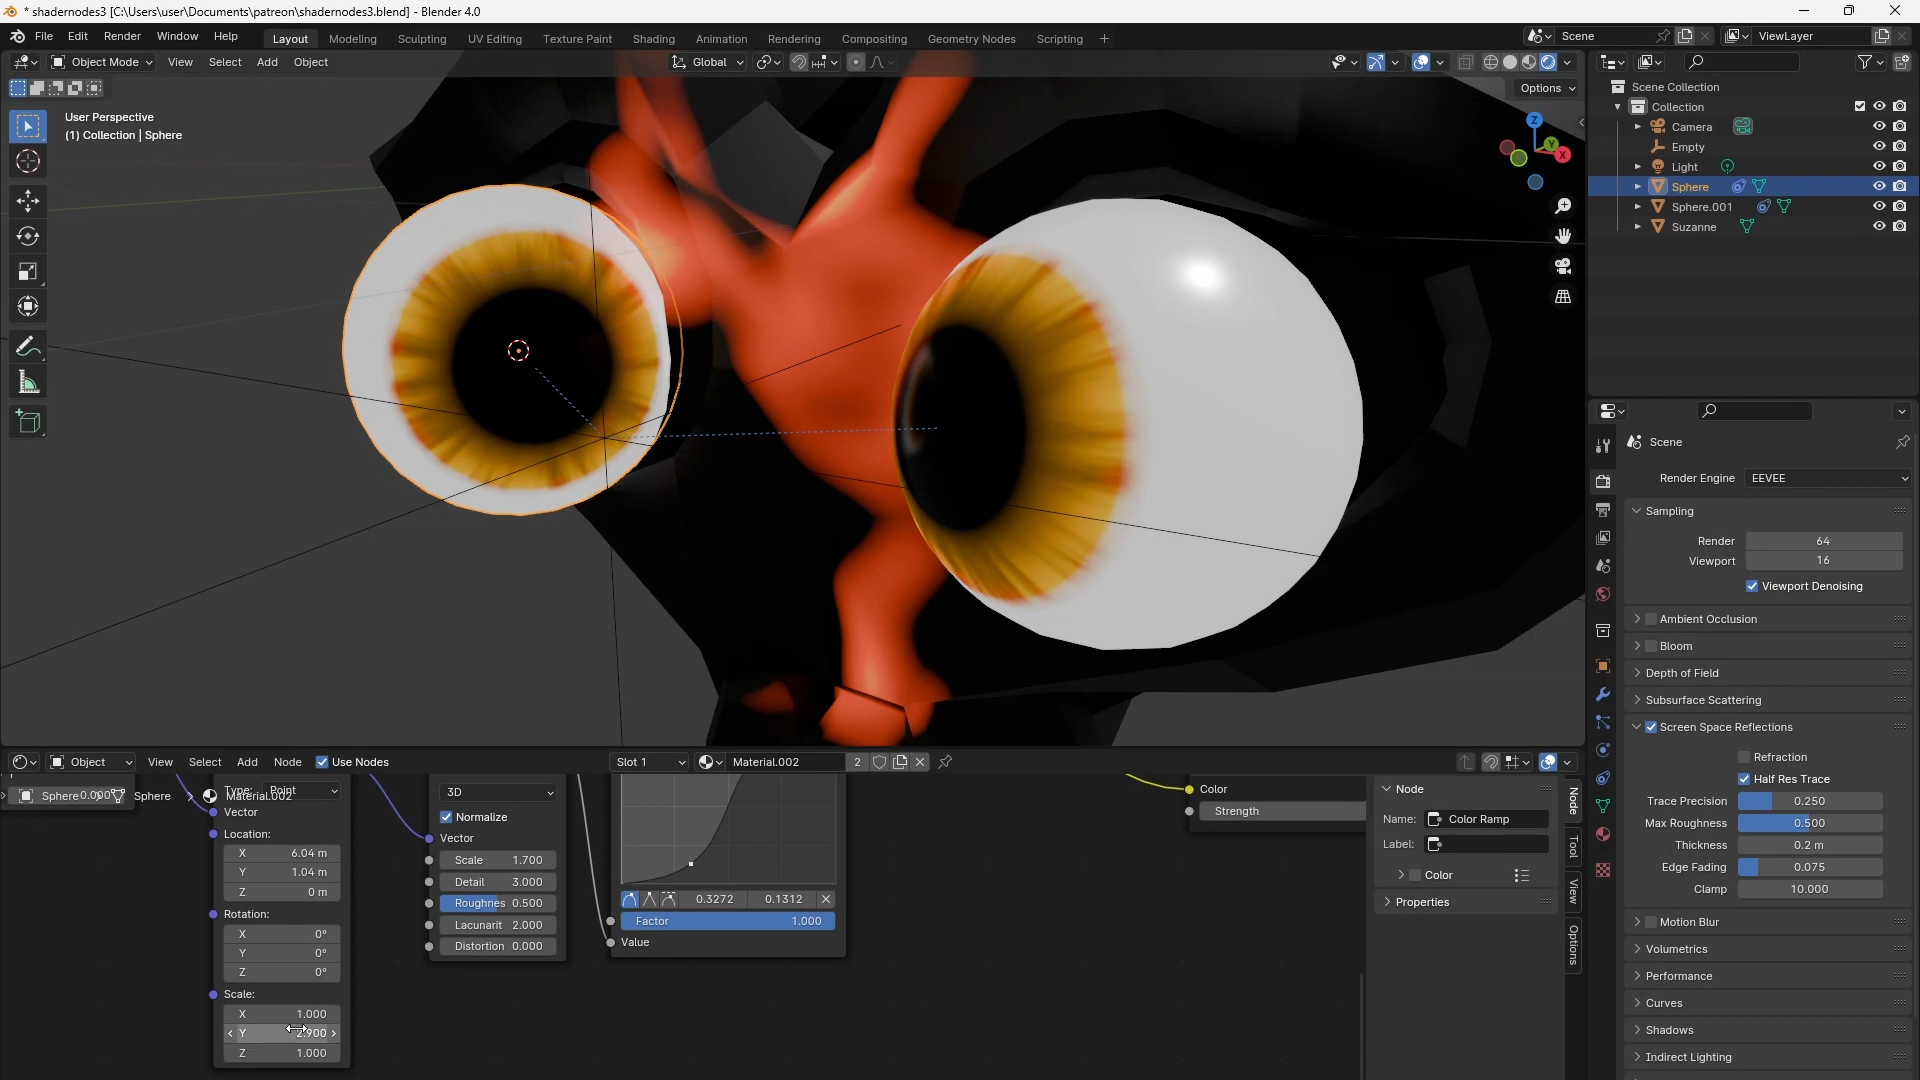 * shadernodes3 [C:\Users\user\Documents\patreon\shadernodes3.blend] - Blender 4.0
File Edit Render Window Help Layout Modeling Sculpting UV Editing Texture Paint Shading Animation Rendering Compositing Geometry Nodes Scripting + Scene ViewLayer
Object Mode View Select Add Object Global
Options
User Perspective
(1) Collection | Sphere
Z
Y
X
Scene Collection
Collection
Camera
Empty
Light
Sphere
Sphere.001
Suzanne
Scene
Render Engine EEVEE
Sampling
Render 64
Viewport 16
Viewport Denoising
Ambient Occlusion
Bloom
Depth of Field
Subsurface Scattering
Screen Space Reflections
Refraction
Half Res Trace
Trace Precision 0.250
Max Roughness 0.500
Thickness 0.2 m
Edge Fading 0.075
Clamp 10.000
Motion Blur
Volumetrics
Performance
Curves
Shadows
Indirect Lighting
Object View Select Add Node Use Nodes Slot 1 Material.002 2
Sphere Sphere Material.002
Type: Point
Vector
Location:
X 6.04 m
Y 1.04 m
Z 0 m
Rotation:
X 0°
Y 0°
Z 0°
Scale:
X 1.000
Y 2.900
Z 1.000
3D
Normalize
Vector
Scale 1.700
Detail 3.000
Roughnes 0.500
Lacunarit 2.000
Distortion 0.000
0.3272 0.1312
Factor 1.000
Value
Color
Strength
Node
Name: Color Ramp
Label:
Color
Properties
Node
Tool
View
Options